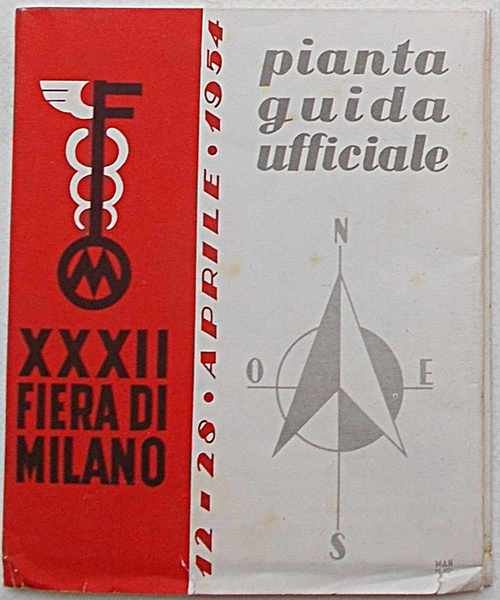 F
M
XXXII
FIERA DI
MILANO
12-28 • APRILE • 1954
pianta
guida
ufficiale
N
O E
S